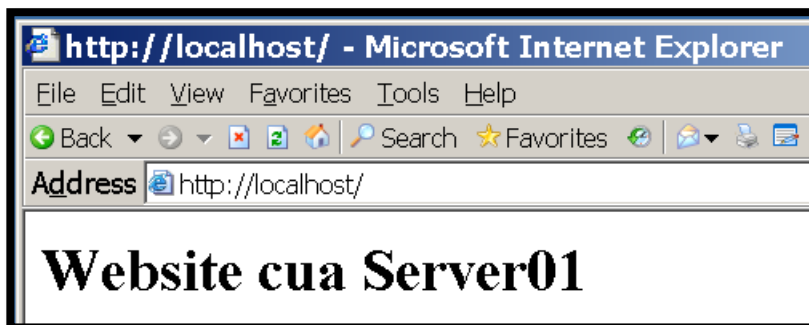 http://localhost/ - Microsoft Internet Explorer
File Edit View Favorites Tools Help
Back Search Favorites
Address http://localhost/
Website cua Server01